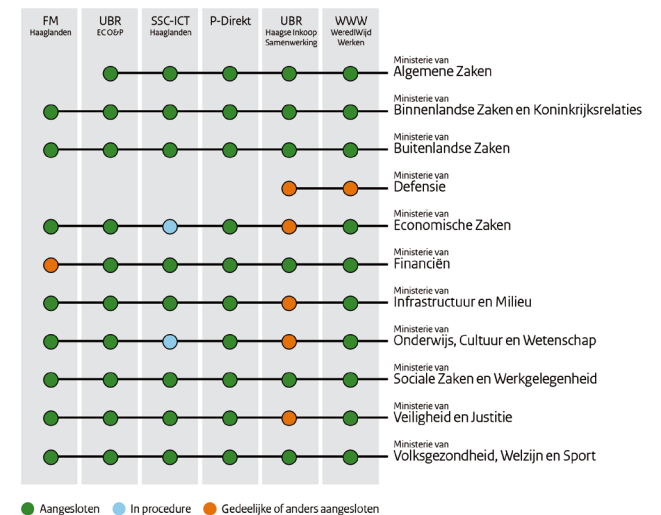 FM
Haaglanden
UBR
EC O&P
SSC-ICT
Haaglanden
P-Direkt
UBR
Haagse Inkoop
Samenwerking
WWW
WeredlWijd
Werken
Ministerie van
Algemene Zaken
Ministerie van
Binnenlandse Zaken en Koninkrijksrelaties
Ministerie van
Buitenlandse Zaken
Ministerie van
Defensie
Ministerie van
Economische Zaken
Ministerie van
Financiën
Ministerie van
Infrastructuur en Milieu
Ministerie van
Onderwijs, Cultuur en Wetenschap
Ministerie van
Sociale Zaken en Werkgelegenheid
Ministerie van
Veiligheid en Justitie
Ministerie van
Volksgezondheid, Welzijn en Sport
Aangesloten
In procedure
Gedeelijke of anders aangesloten